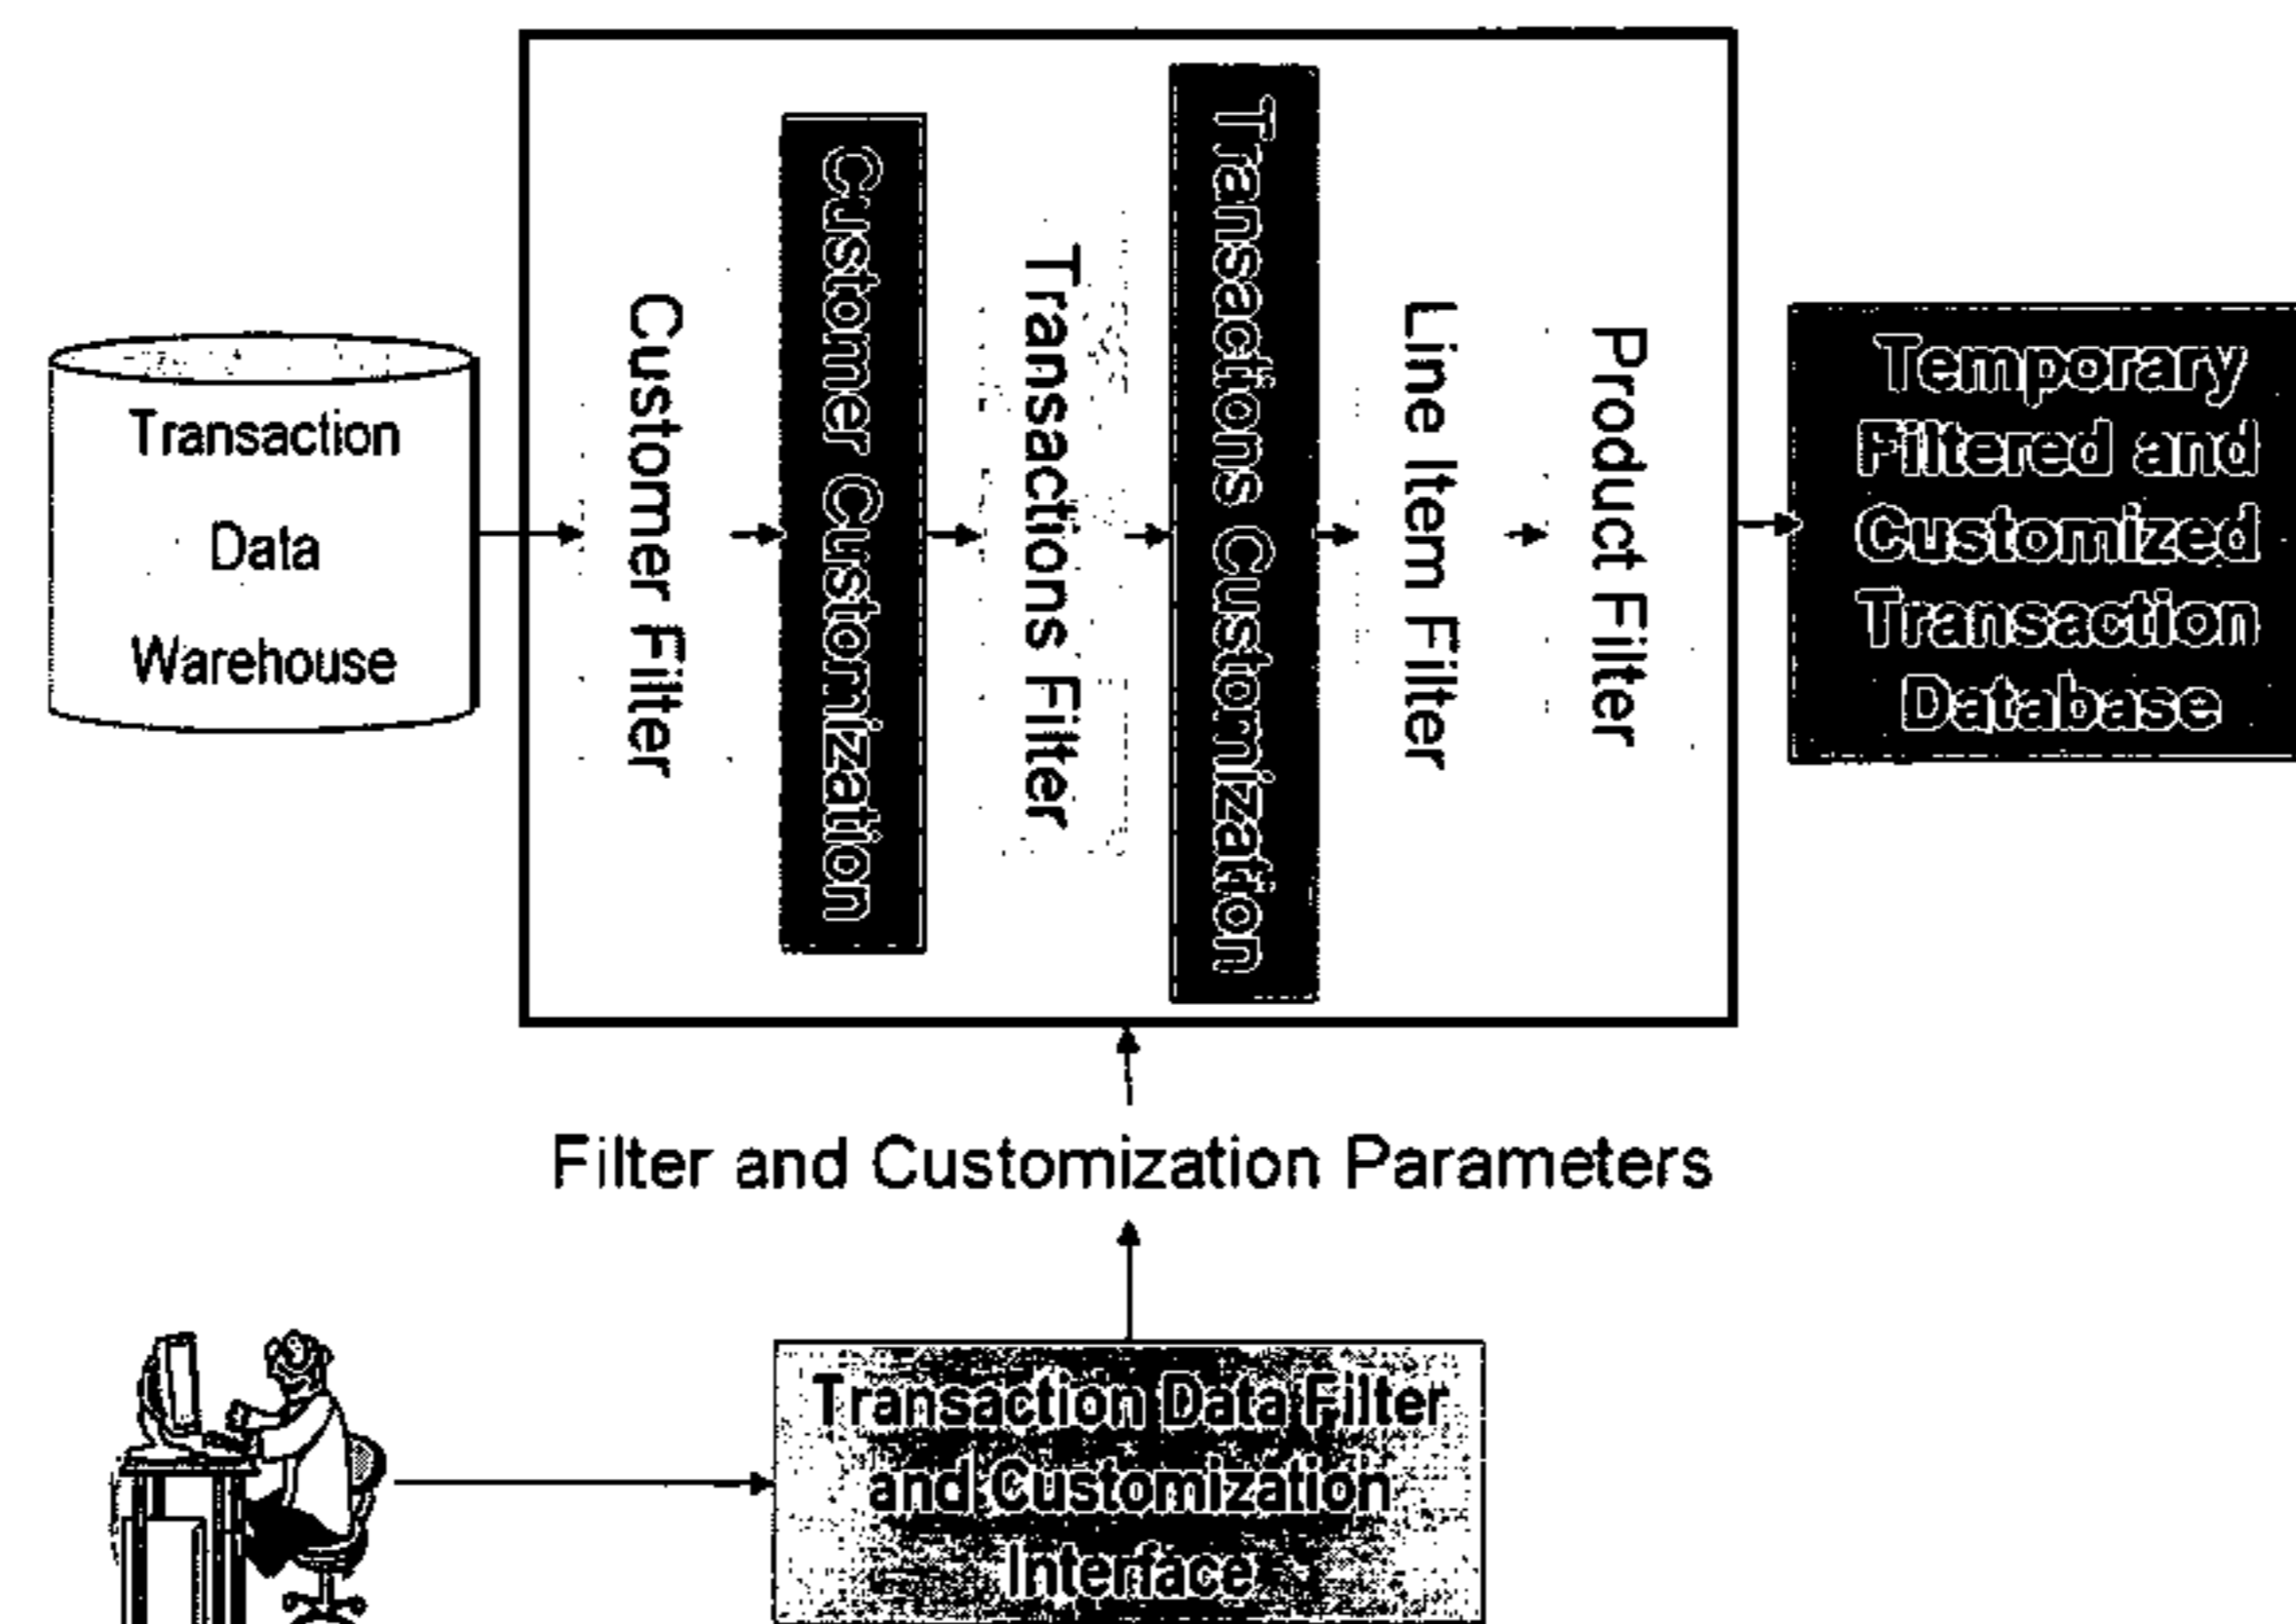 Transaction
Data
Warehouse
Customer Filter
Customer Customization
Transactions Filter
Transactions Customization
Line Item Filter
Product Filter
Temporary
Filtered and
Customized
Transaction
Database
Filter and Customization Parameters
Transaction Data Filter
and Customization
Interface